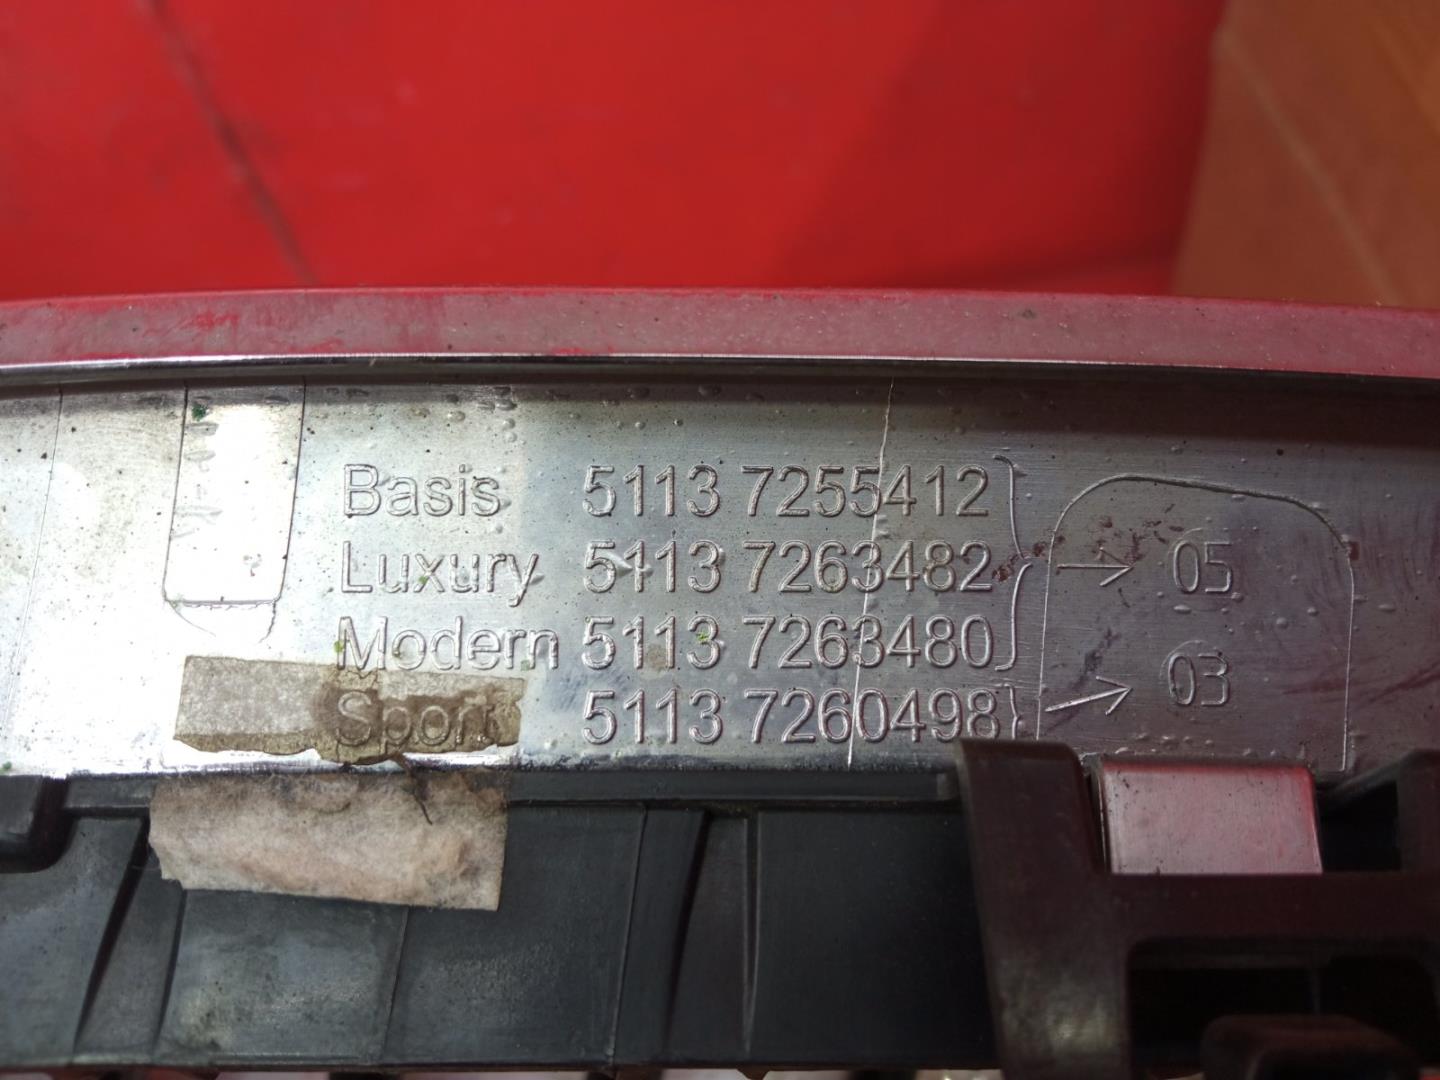 Basis 5113 7255412
Luxury 5113 7263482 → 05
Modern 5113 7263480
Sport 5113 7260498 → 03